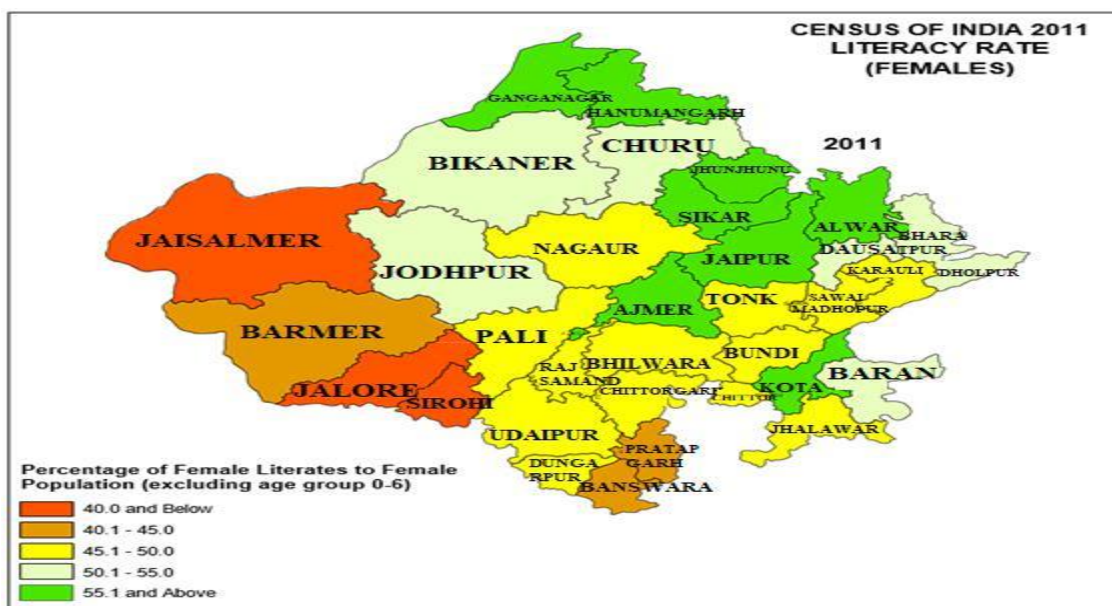 CENSUS OF INDIA 2011
LITERACY RATE
(FEMALES)
2011
GANGANAGAR
HANUMANGARH
CHURU
BIKANER
JHUNJHUNU
SIKAR
ALWAR
BHARA
TPUR
DAUSA
JAISALMER
NAGAUR
JAIPUR
JODHPUR
KARAULI
DHOLPUR
AJMER
TONK
SAWAI
MADHOPUR
BARMER
PALI
BUNDI
BHILWARA
RAJ
SAMAND
BARAN
JALORE
KOTA
CHITTORGARH
CHITTOR
SIROHI
JHALAWAR
UDAIPUR
PRATAP
GARH
DUNGA
RPUR
BANSWARA
Percentage of Female Literates to Female
Population (excluding age group 0-6)
40.0 and Below
40.1 - 45.0
45.1 - 50.0
50.1 - 55.0
55.1 and Above